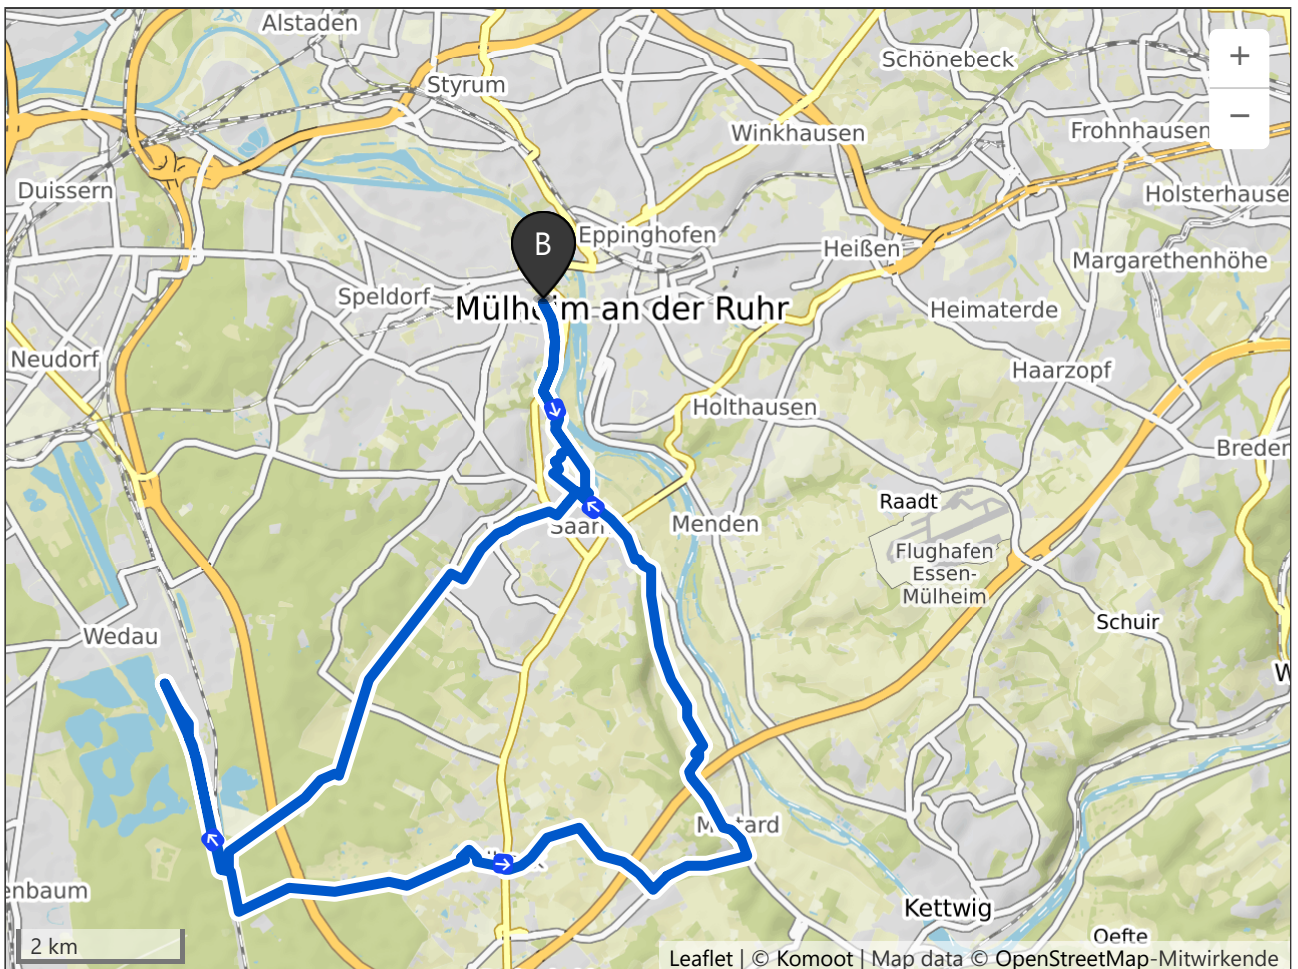 Alstaden
Schönebeck
+
Styrum
−
Winkhausen
Frohnhausen
Duissern
Holsterhause
B
Eppinghofen
Heißen
Margarethenhöhe
Speldorf
Mülheim an der Ruhr
Heimaterde
Neudorf
Haarzopf
Holthausen
Breder
Raadt
Saarn
Menden
Flughafen
Essen-
Mülheim
Schuir
Wedau
W
enbaum
Kettwig
Oefte
2 km
Leaflet | © Komoot | Map data © OpenStreetMap-Mitwirkende